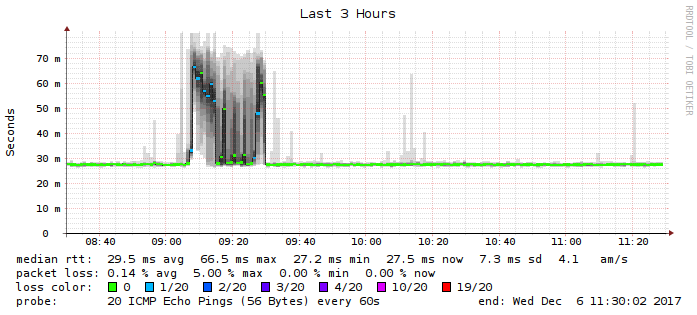 Last 3 Hours
RRDTOOL / TOBI OETIKER
Seconds
70 m
60 m
50 m
40 m
30 m
20 m
10 m
0
08:40 09:00 09:20 09:40 10:00 10:20 10:40 11:00 11:20
median rtt: 29.5 ms avg 66.5 ms max 27.2 ms min 27.5 ms now 7.3 ms sd 4.1 am/s
packet loss: 0.14 % avg 5.00 % max 0.00 % min 0.00 % now
loss color: 0 1/20 2/20 3/20 4/20 10/20 19/20
probe: 20 ICMP Echo Pings (56 Bytes) every 60s end: Wed Dec 6 11:30:02 2017